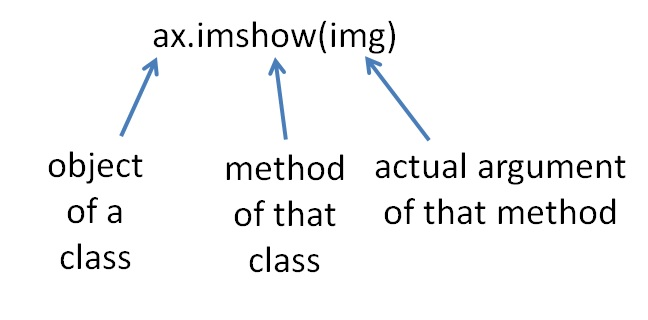 ax.imshow(img)
object
of a
class
method
of that
class
actual argument
of that method